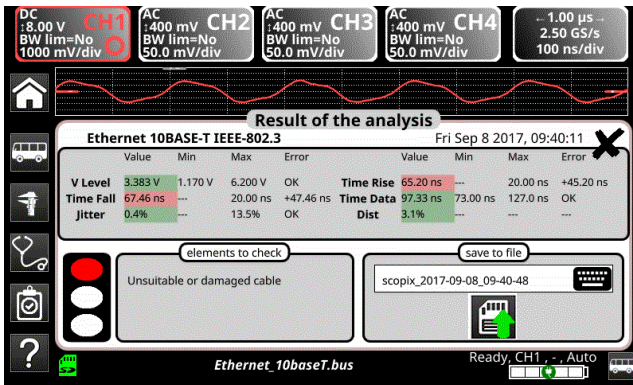 DC CH1
↕8.00 V
BW lim=No
1000 mV/div
AC
↕400 mV CH2
BW lim=No
50.0 mV/div
AC
↕400 mV CH3
BW lim=No
50.0 mV/div
AC
↕400 mV CH4
BW lim=No
50.0 mV/div
←1.00 µs→
2.50 GS/s
100 ns/div
Result of the analysis
Ethernet 10BASE-T IEEE-802.3 Fri Sep 8 2017, 09:40:11
Value Min Max Error Value Min Max Error
V Level 3.383 V 1.170 V 6.200 V OK Time Rise 65.20 ns --- 20.00 ns +45.20 ns
Time Fall 67.46 ns --- 20.00 ns +47.46 ns Time Data 97.33 ns 73.00 ns 127.0 ns OK
Jitter 0.4% --- 13.5% OK Dist 3.1% --- --- ---
elements to check
Unsuitable or damaged cable
save to file
scopix_2017-09-08_09-40-48
?
Ethernet_10baseT.bus
Ready, CH1 , - , Auto